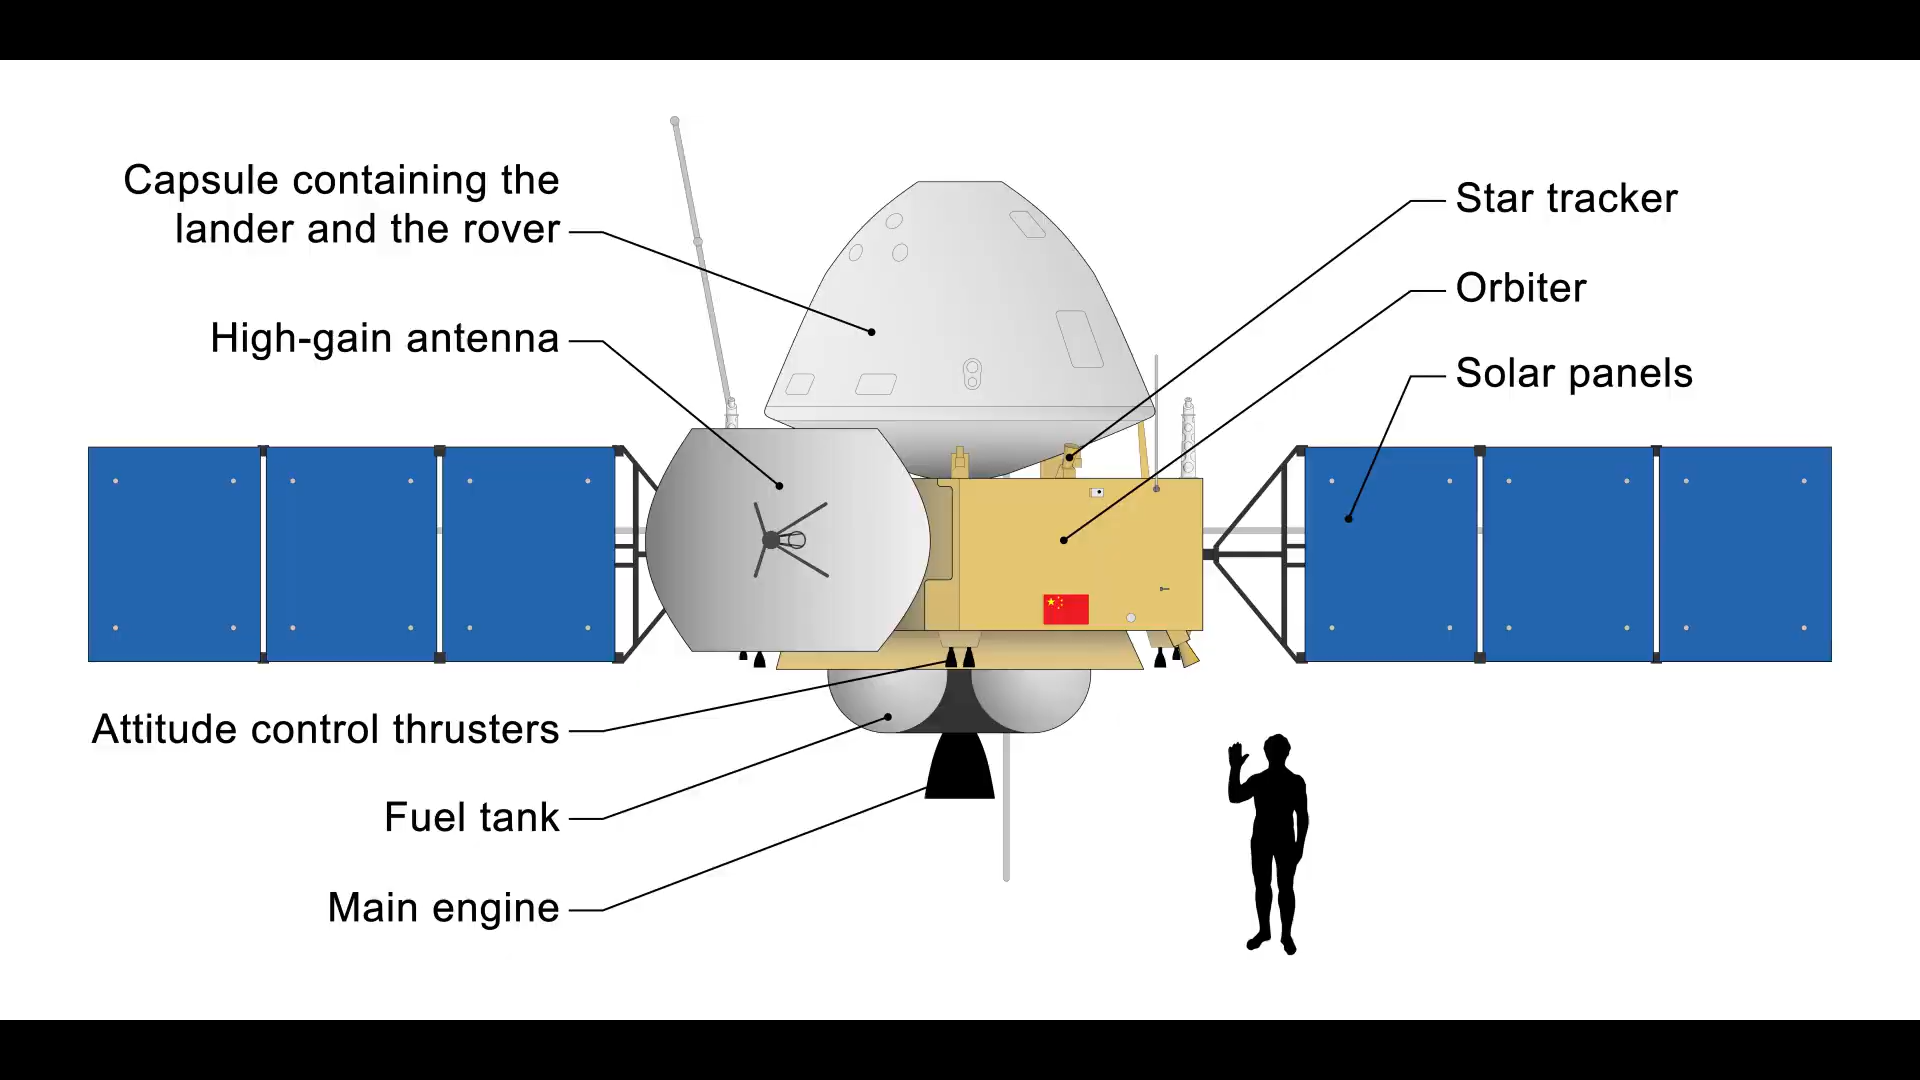 Capsule containing the
lander and the rover
High-gain antenna
Attitude control thrusters
Fuel tank
Main engine
Star tracker
Orbiter
Solar panels